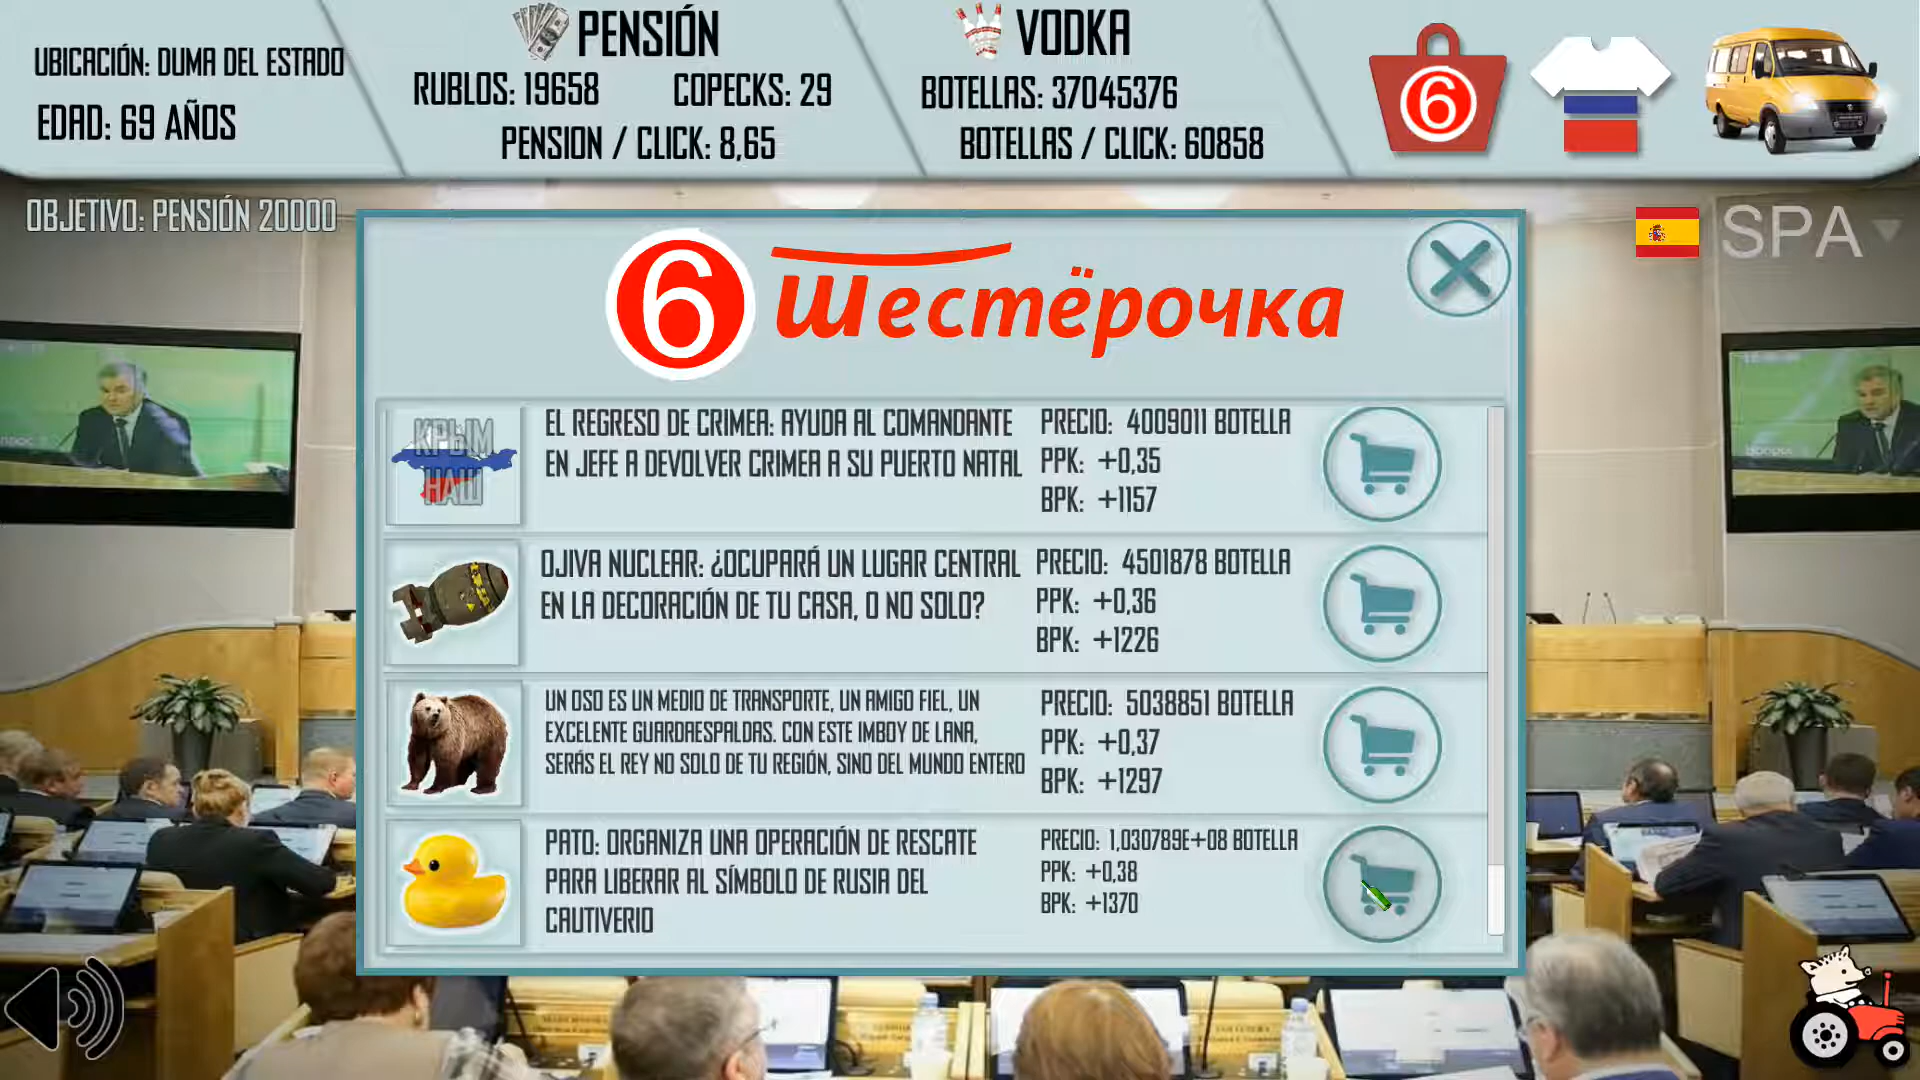 UBICACIÓN: DUMA DEL ESTADO
EDAD: 69 AÑOS
PENSIÓN
RUBLOS: 19658
COPECKS: 29
PENSION / CLICK: 8,65
VODKA
BOTELLAS: 37045376
BOTELLAS / CLICK: 60858
6
OBJETIVO: PENSIÓN 20000
SPA
6 Шестёрочка
КРЫМ
НАШ
EL REGRESO DE CRIMEA: AYUDA AL COMANDANTE
EN JEFE A DEVOLVER CRIMEA A SU PUERTO NATAL
PRECIO: 4009011 BOTELLA
PPK: +0,35
BPK: +1157
OJIVA NUCLEAR: ¿OCUPARÁ UN LUGAR CENTRAL
EN LA DECORACIÓN DE TU CASA, O NO SOLO?
PRECIO: 4501878 BOTELLA
PPK: +0,36
BPK: +1226
UN OSO ES UN MEDIO DE TRANSPORTE, UN AMIGO FIEL, UN
EXCELENTE GUARDAESPALDAS. CON ESTE IMBOY DE LANA,
SERÁS EL REY NO SOLO DE TU REGIÓN, SINO DEL MUNDO ENTERO
PRECIO: 5038851 BOTELLA
PPK: +0,37
BPK: +1297
PATO: ORGANIZA UNA OPERACIÓN DE RESCATE
PARA LIBERAR AL SÍMBOLO DE RUSIA DEL
CAUTIVERIO
PRECIO: 1,030789E+08 BOTELLA
PPK: +0,38
BPK: +1370